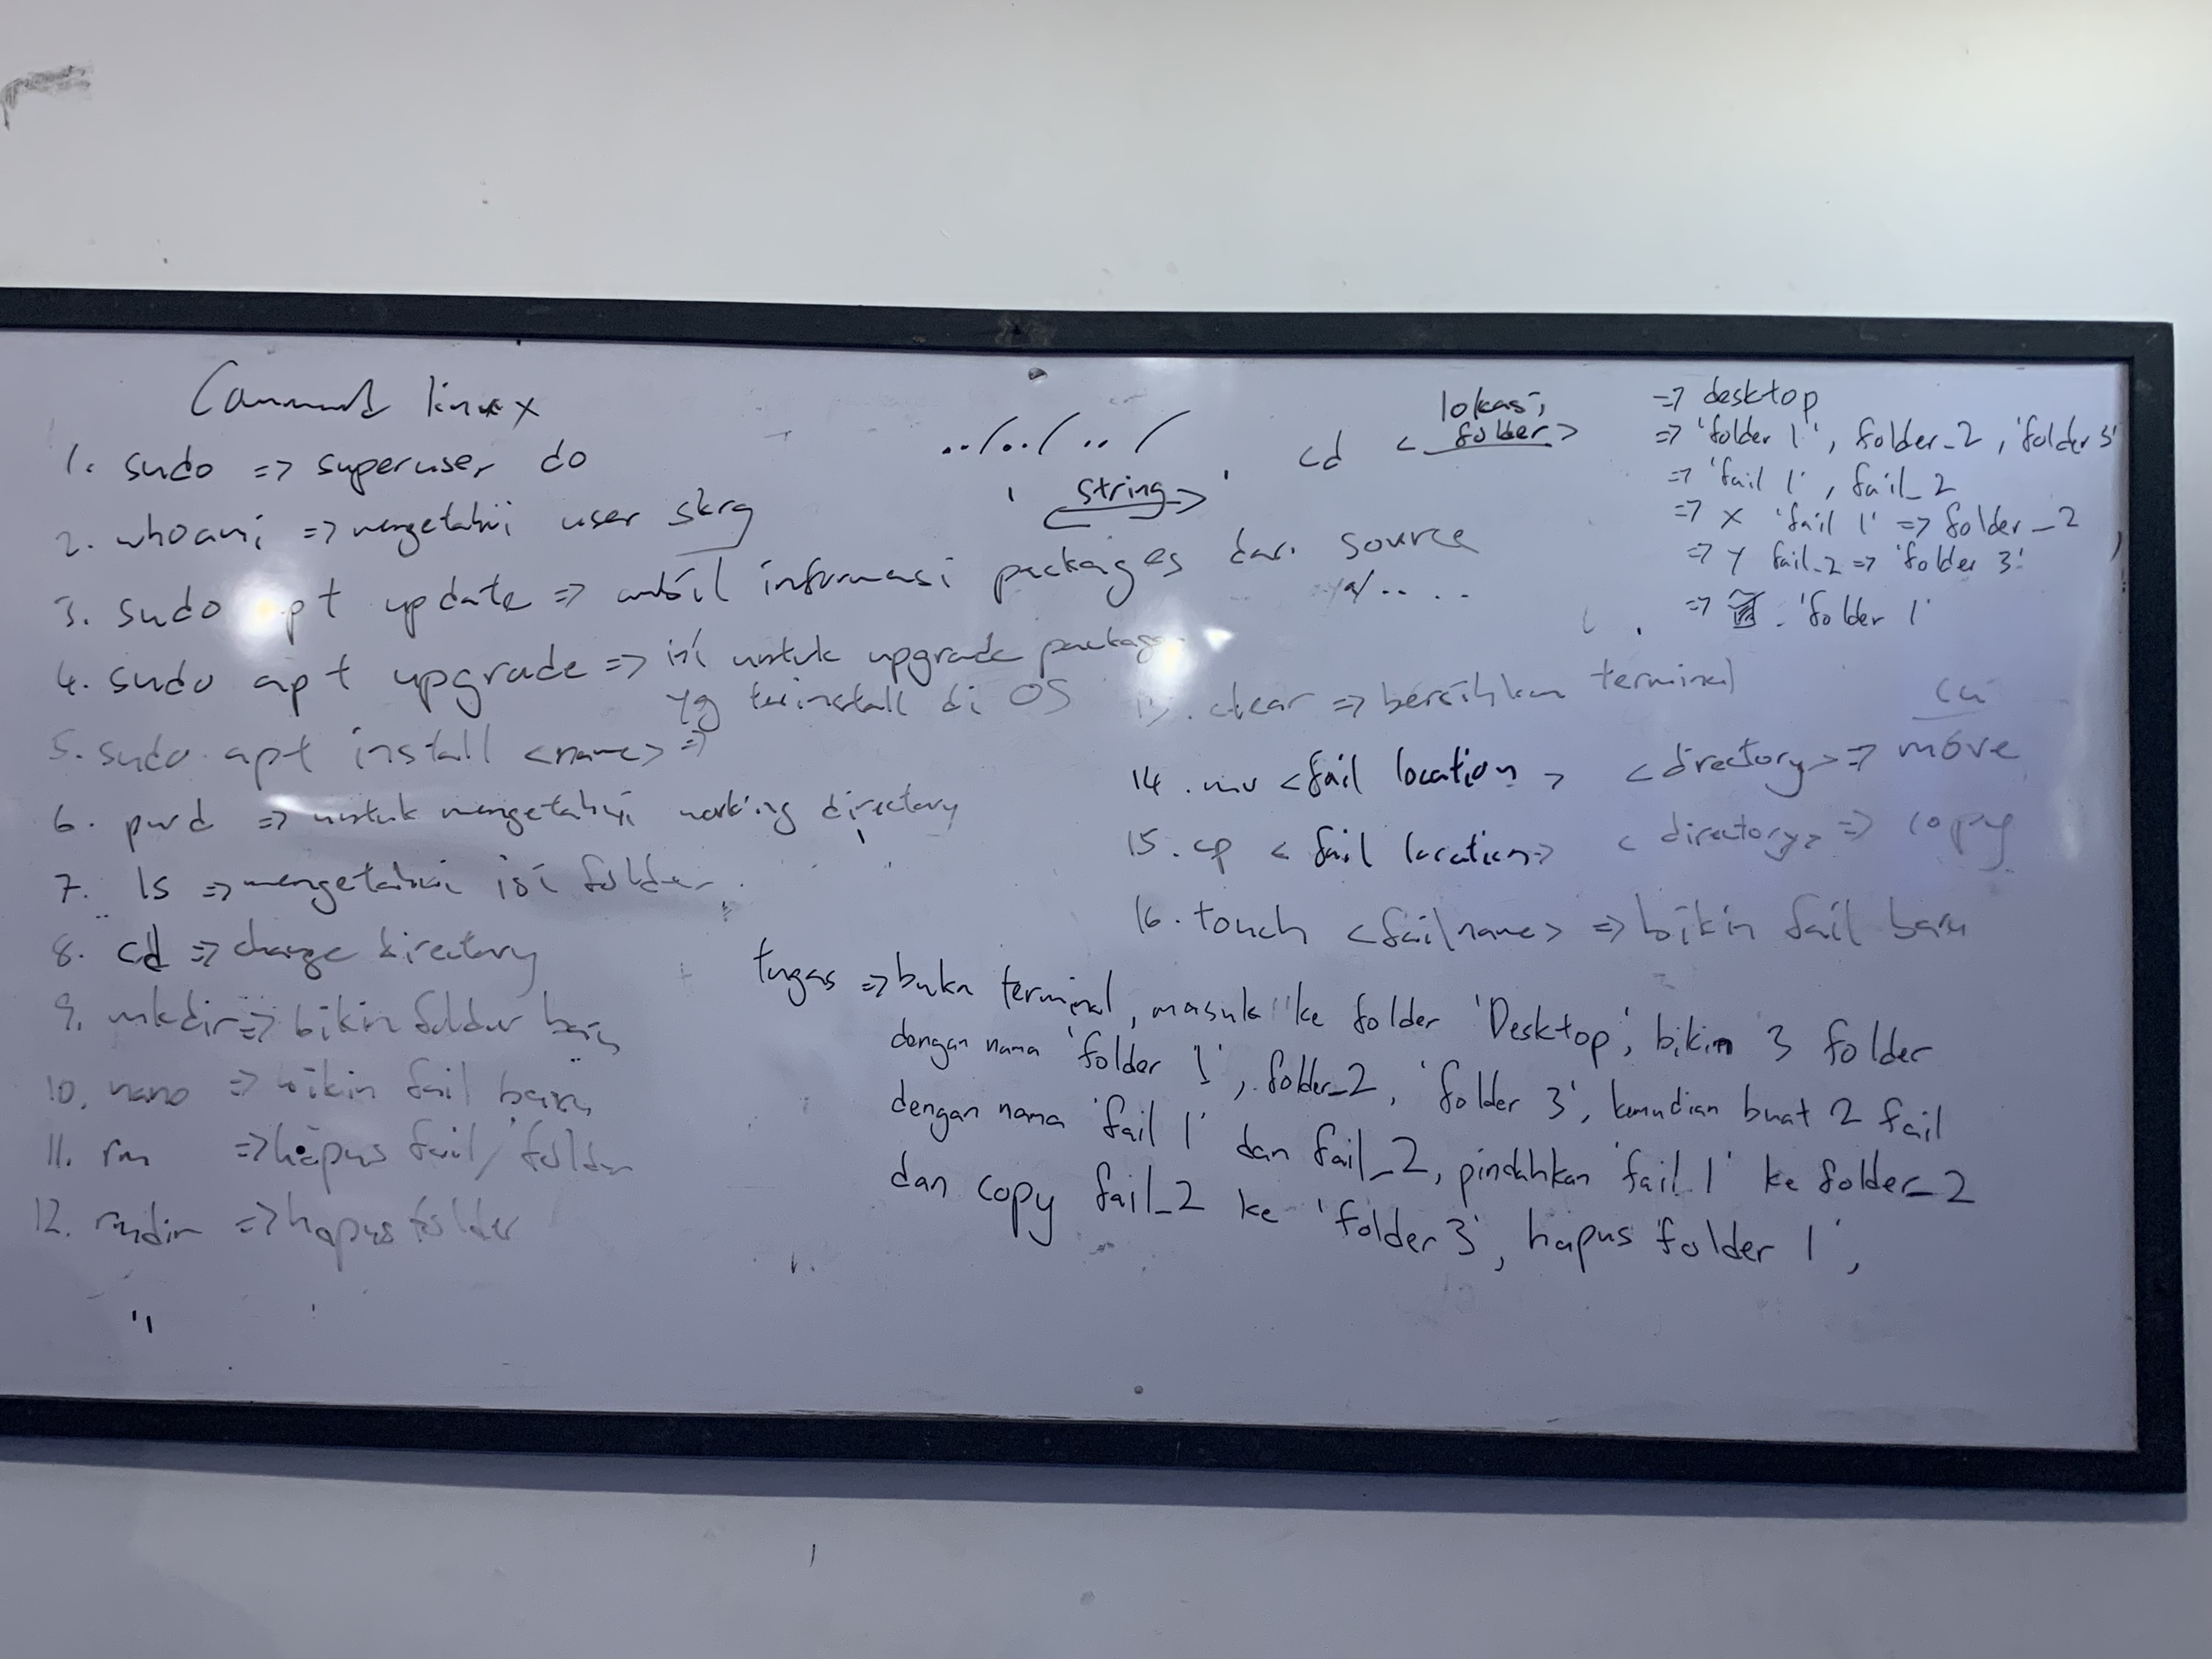 Command linux
1. sudo => superuser do
2. whoami => mengetahui user skrg
3. sudo apt update => ambil informasi packages dari source
4. sudo apt upgrade => ini untuk upgrade package
yg terinstall di OS
5. sudo apt install <name> =>
6. pwd => untuk mengetahui working directory
7. ls => mengetahui isi folder
8. cd => change directory
9. mkdir => bikin folder baru
10. nano => bikin fail baru
11. rm => hapus fail/folder
12. rmdir => hapus folder
../../../
' <string> '
cd <lokasi folder>
y/....
=> desktop
=> 'folder 1', folder_2, 'folder 3'
=> 'fail 1', fail_2
=> X 'fail 1' => folder_2
=> Y fail_2 => 'folder 3'
=> 'folder 1'
13. clear => bersihkan terminal
14. mv <fail location> <directory> => move
15. cp <fail location> <directory> => copy
16. touch <failname> => bikin fail baru
tugas => buka terminal, masuk ke folder 'Desktop', bikin 3 folder
dengan nama 'folder 1', folder_2, 'folder 3', kemudian buat 2 fail
dengan nama 'fail 1' dan fail_2, pindahkan 'fail 1' ke folder_2
dan copy fail_2 ke 'folder 3', hapus 'folder 1',